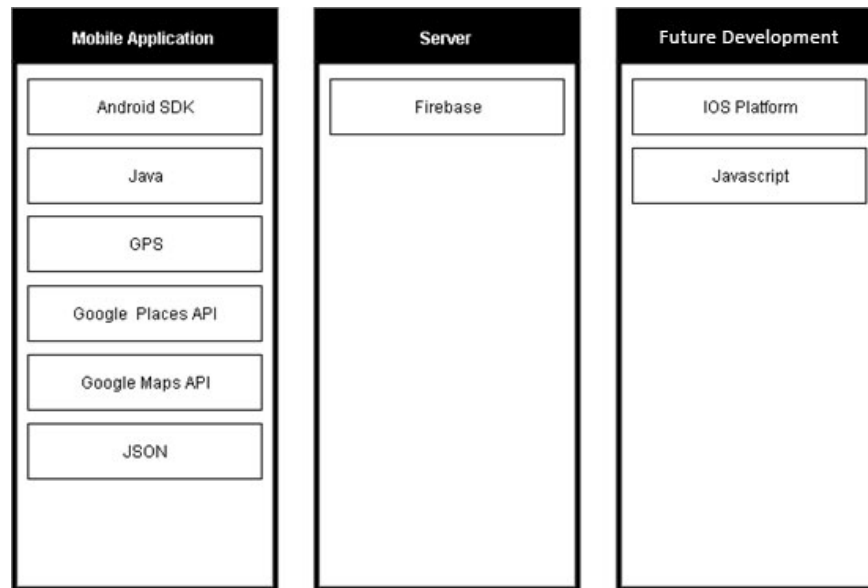 Mobile Application
Android SDK
Java
GPS
Google Places API
Google Maps API
JSON
Server
Firebase
Future Development
IOS Platform
Javascript